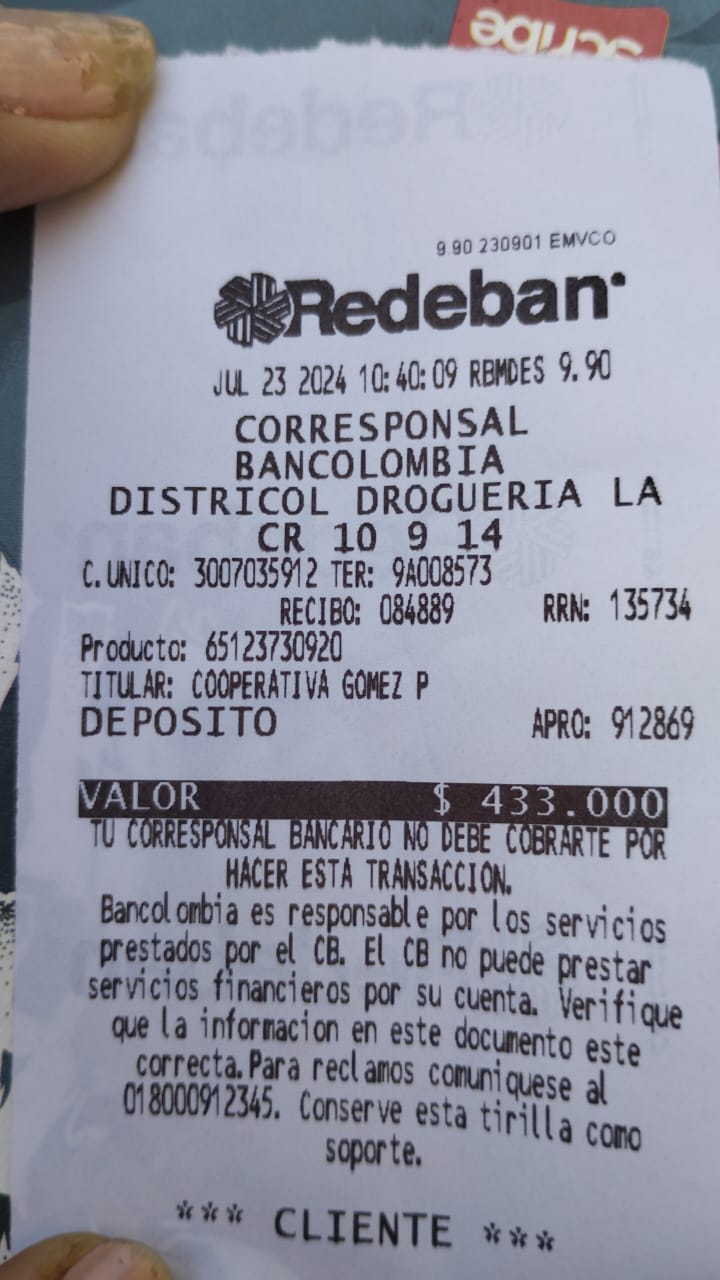 scribe
9.90 230901 EMVCO
Redeban
JUL 23 2024 10:40:09 RBMDES 9.90
CORRESPONSAL
BANCOLOMBIA
DISTRICOL DROGUERIA LA
CR 10 9 14
C.UNICO: 3007035912 TER: 9A008573
RECIBO: 084889 RRN: 135734
Producto: 65123730920
TITULAR: COOPERATIVA GOMEZ P
DEPOSITO APRO: 912869
VALOR $ 433.000
TU CORRESPONSAL BANCARIO NO DEBE COBRARTE POR
HACER ESTA TRANSACCION.
Bancolombia es responsable por los servicios
prestados por el CB. El CB no puede prestar
servicios financieros por su cuenta. Verifique
que la informacion en este documento este
correcta.Para reclamos comuniquese al
018000912345. Conserve esta tirilla como
soporte.
*** CLIENTE ***